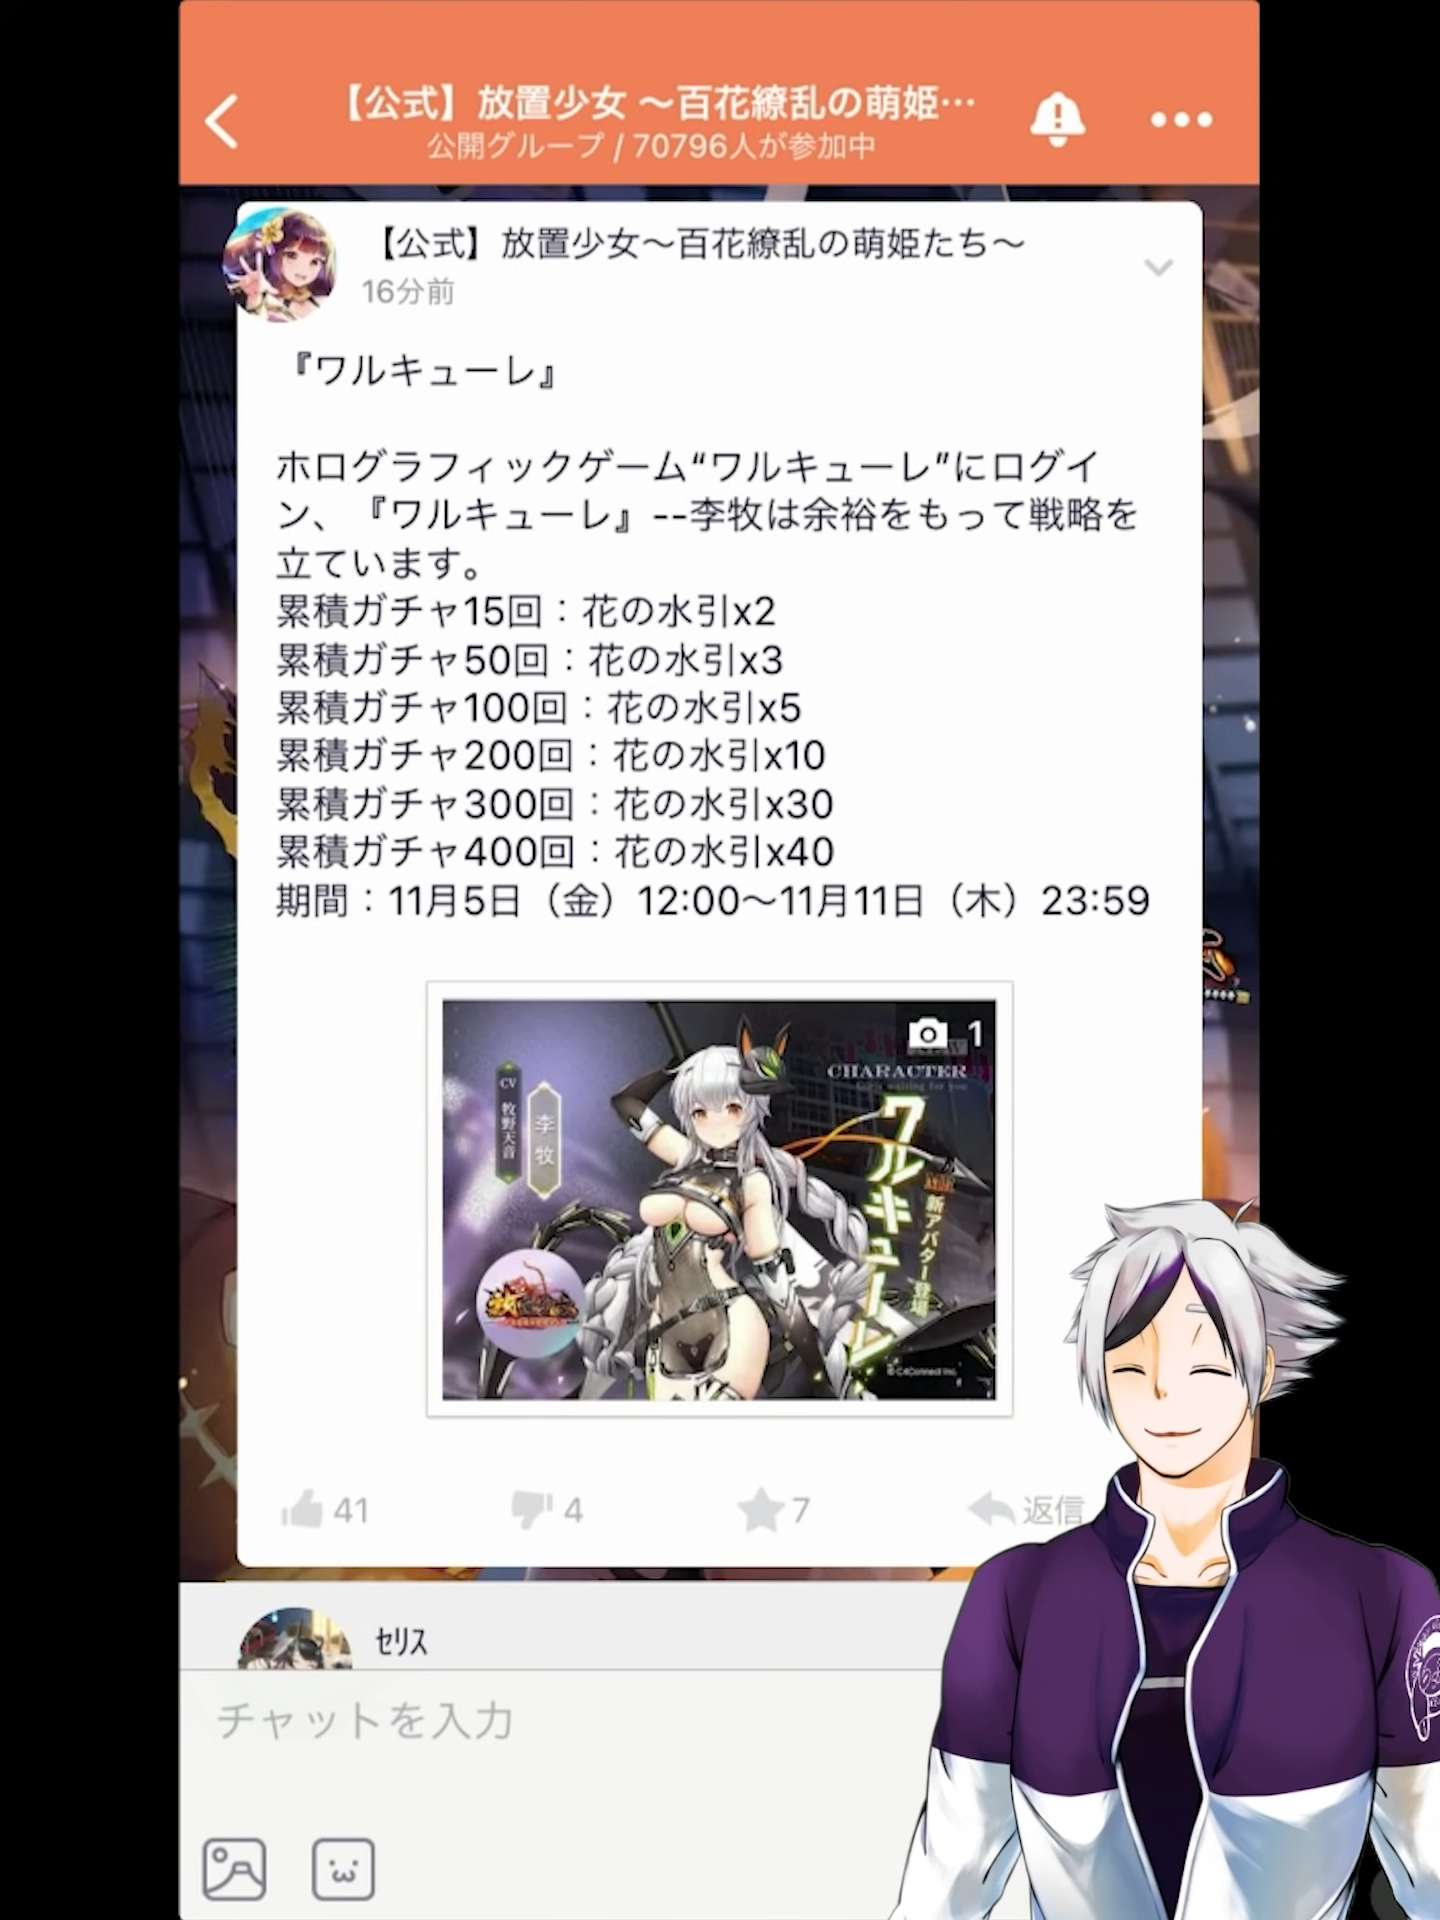 【公式】放置少女 〜百花繚乱の萌姫…
公開グループ / 70796人が参加中
【公式】放置少女〜百花繚乱の萌姫たち〜
16分前
『ワルキューレ』
ホログラフィックゲーム“ワルキューレ”にログイ
ン、『ワルキューレ』--李牧は余裕をもって戦略を
立ています。
累積ガチャ15回：花の水引x2
累積ガチャ50回：花の水引x3
累積ガチャ100回：花の水引x5
累積ガチャ200回：花の水引x10
累積ガチャ300回：花の水引x30
累積ガチャ400回：花の水引x40
期間：11月5日（金）12:00〜11月11日（木）23:59
1
CHARACTER
Girls waiting for you
CV 牧野天音
李牧
ワルキューレ
新アバター登場
© C4Connect Inc.
41
4
7
返信
セリス
チャットを入力